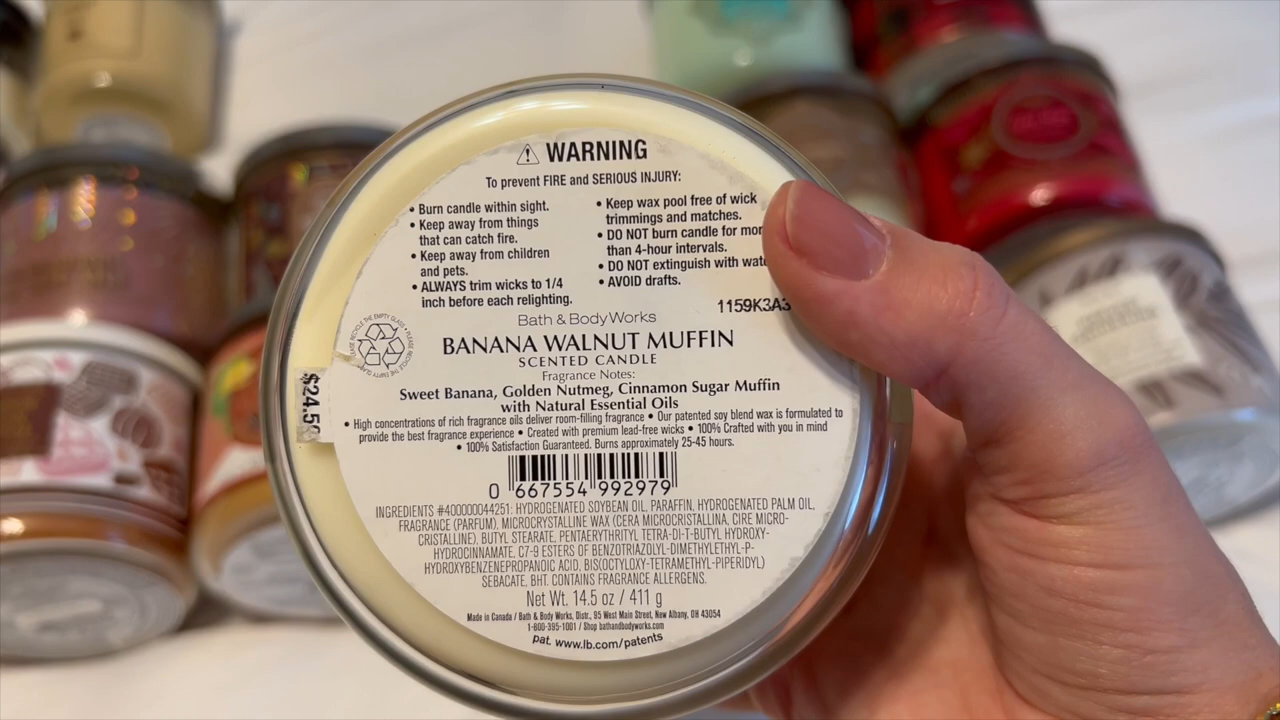 WARNING
To prevent FIRE and SERIOUS INJURY:
• Burn candle within sight.
• Keep away from things
that can catch fire.
• Keep away from children
and pets.
• ALWAYS trim wicks to 1/4
inch before each relighting.
• Keep wax pool free of wick
trimmings and matches.
• DO NOT burn candle for mor
than 4-hour intervals.
• DO NOT extinguish with wate
• AVOID drafts.
1159K3A3
Bath & Body Works
BANANA WALNUT MUFFIN
SCENTED CANDLE
Fragrance Notes:
Sweet Banana, Golden Nutmeg, Cinnamon Sugar Muffin
with Natural Essential Oils
• High concentrations of rich fragrance oils deliver room-filling fragrance • Our patented soy blend wax is formulated to
provide the best fragrance experience • Created with premium lead-free wicks • 100% Crafted with you in mind
• 100% Satisfaction Guaranteed. Burns approximately 25-45 hours.
PLEASE RECYCLE THE EMPTY GLASS •
$24.50
0 667554 992979
INGREDIENTS #400000044251: HYDROGENATED SOYBEAN OIL, PARAFFIN, HYDROGENATED PALM OIL,
FRAGRANCE (PARFUM), MICROCRYSTALLINE WAX (CERA MICROCRISTALLINA, CIRE MICRO-
CRISTALLINE), BUTYL STEARATE, PENTAERYTHRITYL TETRA-DI-T-BUTYL HYDROXY-
HYDROCINNAMATE, C7-9 ESTERS OF BENZOTRIAZOLYL-DIMETHYLETHYL-P-
HYDROXYBENZENEPROPANOIC ACID, BIS(OCTYLOXY-TETRAMETHYL-PIPERIDYL)
SEBACATE, BHT. CONTAINS FRAGRANCE ALLERGENS.
Net Wt. 14.5 oz / 411 g
Made in Canada / Bath & Body Works, Distr., 95 West Main Street, New Albany, OH 43054
1-800-395-1001 / Shop bathandbodyworks.com
pat. www.lb.com/patents